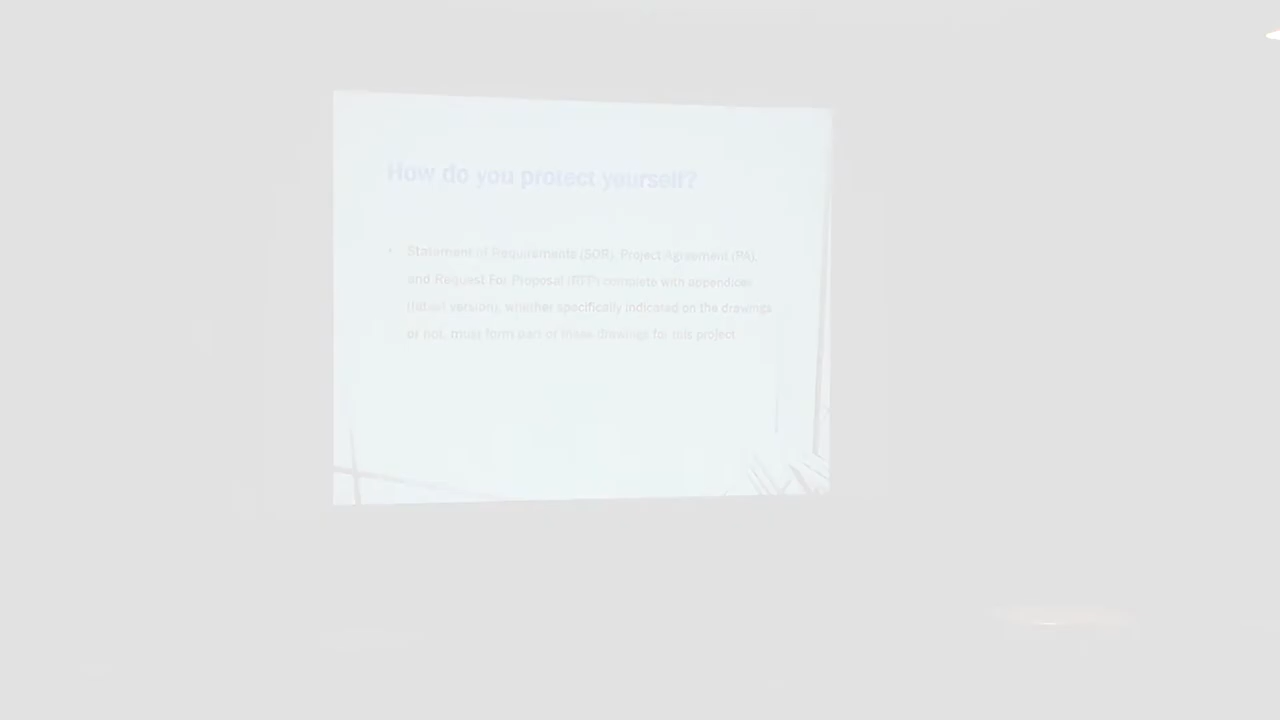 How do you protect yourself?
• Statement of Requirements (SOR), Project Agreement (PA),
and Request For Proposal (RFP) complete with appendices
(latest version), whether specifically indicated on the drawings
or not, must form part of these drawings for this project